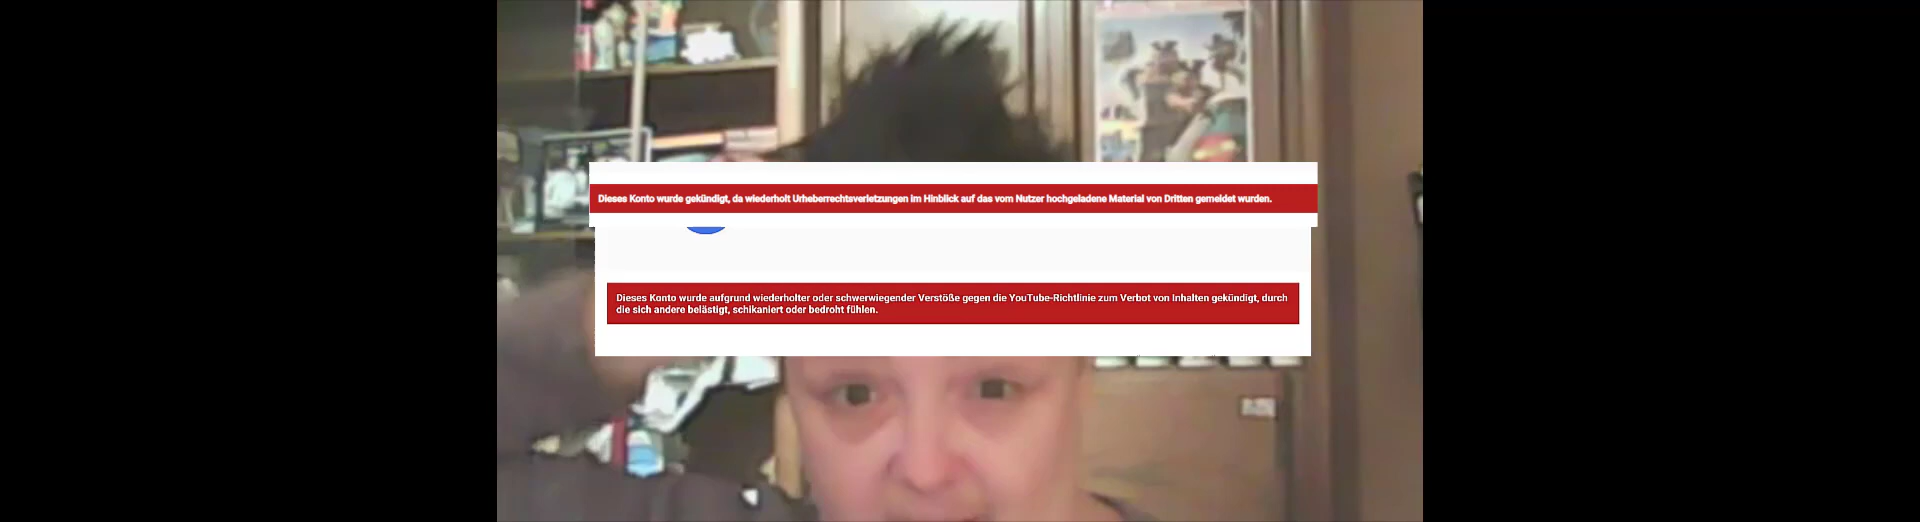 Dieses Konto wurde gekündigt, da wiederholt Urheberrechtsverletzungen im Hinblick auf das vom Nutzer hochgeladene Material von Dritten gemeldet wurden.
Dieses Konto wurde aufgrund wiederholter oder schwerwiegender Verstöße gegen die YouTube-Richtlinie zum Verbot von Inhalten gekündigt, durch
die sich andere belästigt, schikaniert oder bedroht fühlen.